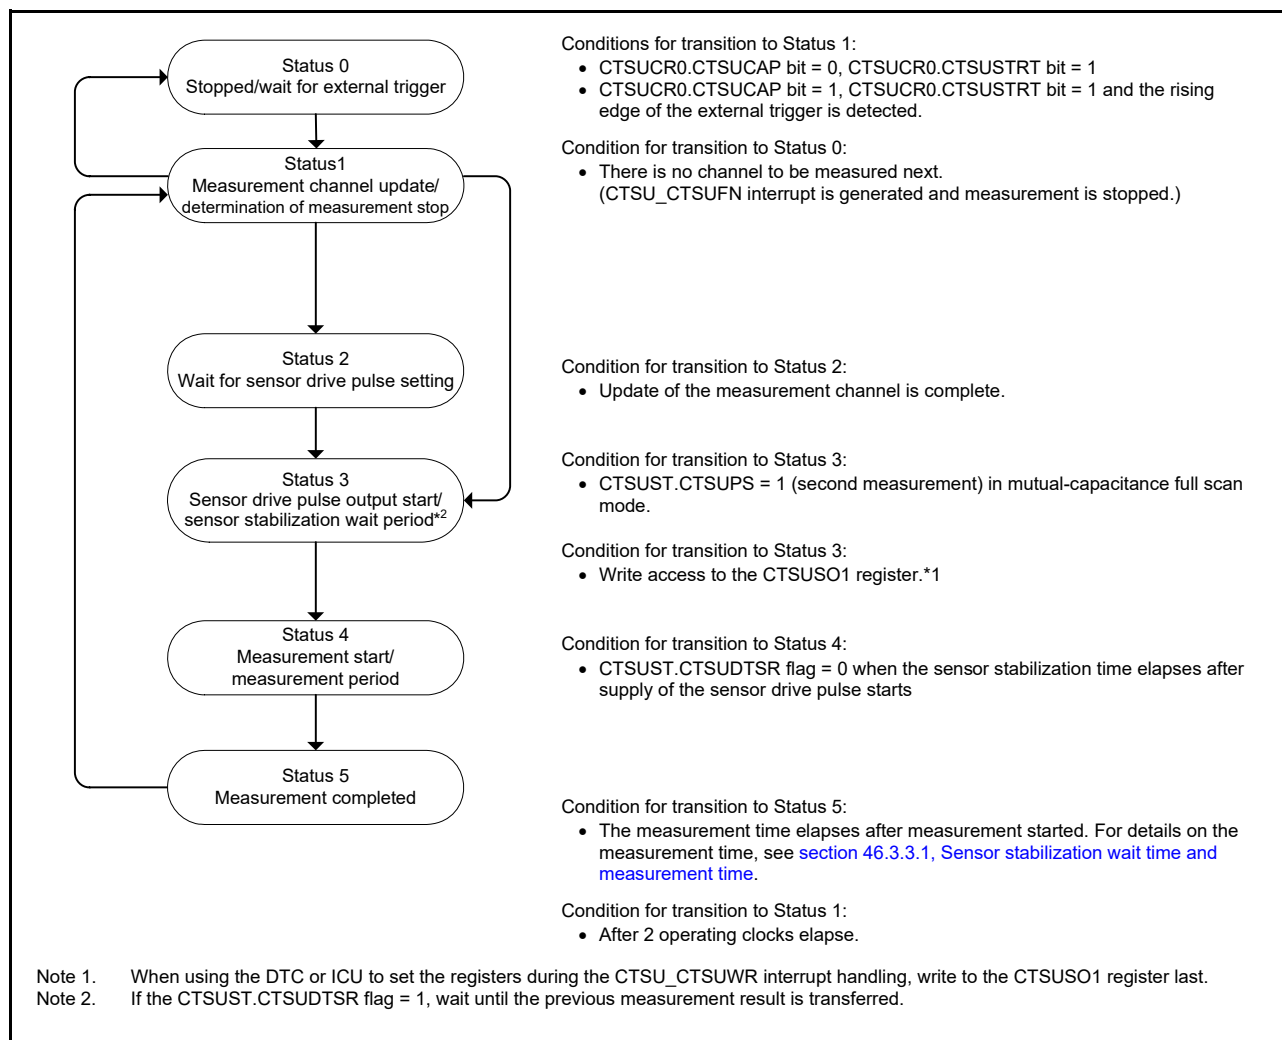 Status 0
Stopped/wait for external trigger
Status1
Measurement channel update/
determination of measurement stop
Status 2
Wait for sensor drive pulse setting
Status 3
Sensor drive pulse output start/
sensor stabilization wait period*2
Status 4
Measurement start/
measurement period
Status 5
Measurement completed
Conditions for transition to Status 1:
• CTSUCR0.CTSUCAP bit = 0, CTSUCR0.CTSUSTRT bit = 1
• CTSUCR0.CTSUCAP bit = 1, CTSUCR0.CTSUSTRT bit = 1 and the rising
edge of the external trigger is detected.
Condition for transition to Status 0:
• There is no channel to be measured next.
(CTSU_CTSUFN interrupt is generated and measurement is stopped.)
Condition for transition to Status 2:
• Update of the measurement channel is complete.
Condition for transition to Status 3:
• CTSUST.CTSUPS = 1 (second measurement) in mutual-capacitance full scan
mode.
Condition for transition to Status 3:
• Write access to the CTSUSO1 register.*1
Condition for transition to Status 4:
• CTSUST.CTSUDTSR flag = 0 when the sensor stabilization time elapses after
supply of the sensor drive pulse starts
Condition for transition to Status 5:
• The measurement time elapses after measurement started. For details on the
measurement time, see section 46.3.3.1, Sensor stabilization wait time and
measurement time.
Condition for transition to Status 1:
• After 2 operating clocks elapse.
Note 1. When using the DTC or ICU to set the registers during the CTSU_CTSUWR interrupt handling, write to the CTSUSO1 register last.
Note 2. If the CTSUST.CTSUDTSR flag = 1, wait until the previous measurement result is transferred.